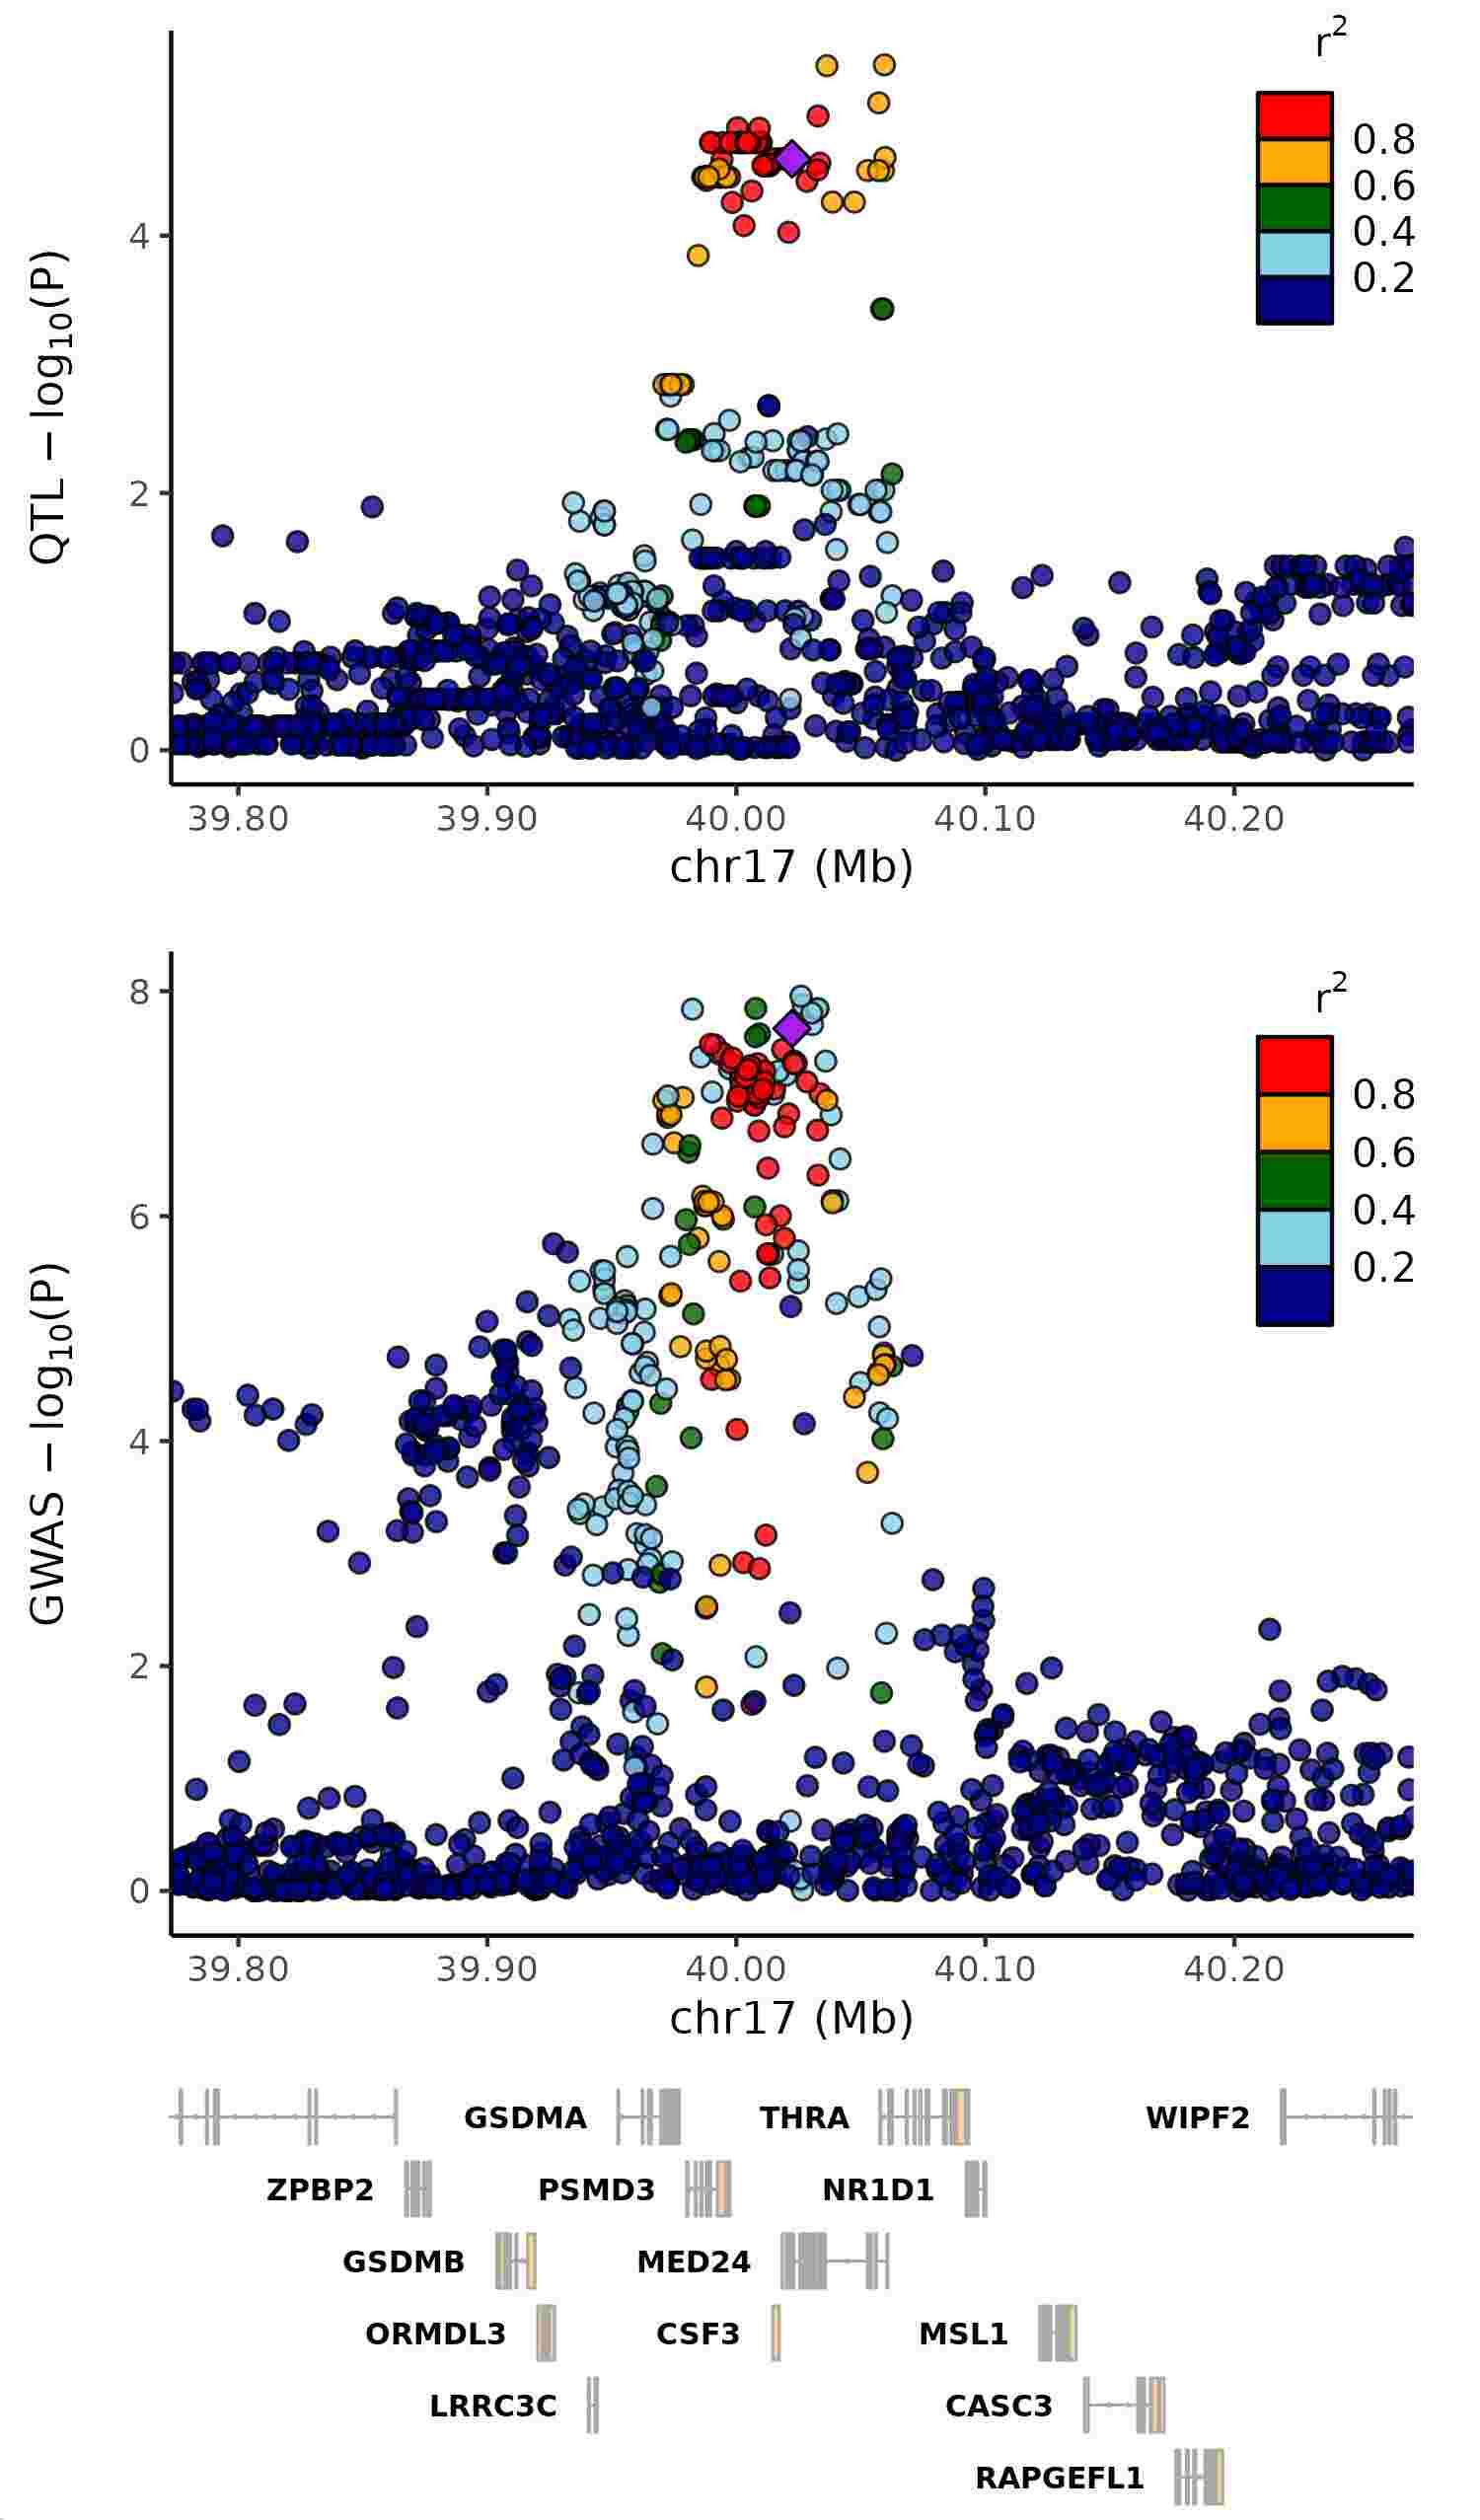 r2
0.8
0.6
0.4
0.2
QTL −log10(P)
4
2
0
39.80 39.90 40.00 40.10 40.20
chr17 (Mb)
r2
0.8
0.6
0.4
0.2
GWAS −log10(P)
8
6
4
2
0
39.80 39.90 40.00 40.10 40.20
chr17 (Mb)
GSDMA THRA WIPF2
ZPBP2 PSMD3 NR1D1
GSDMB MED24
ORMDL3 CSF3 MSL1
LRRC3C CASC3
RAPGEFL1